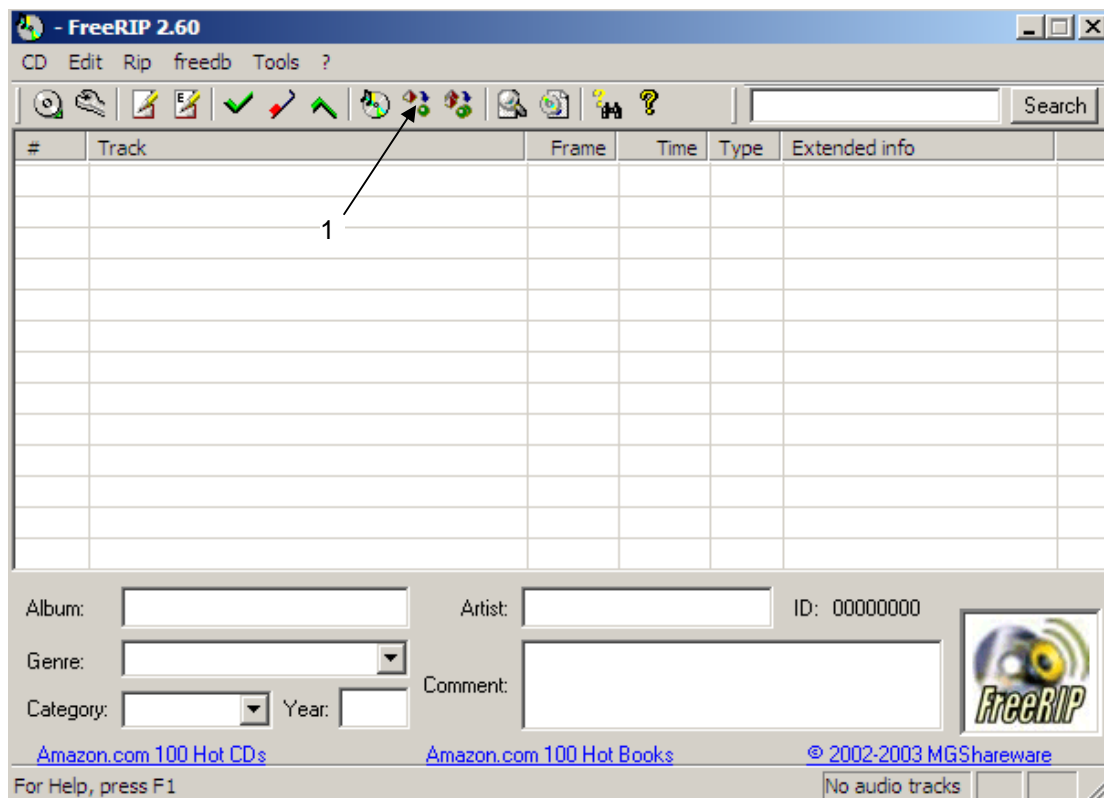 - FreeRIP 2.60
CD Edit Rip freedb Tools ?
Search
# Track Frame Time Type Extended info
1
Album: Artist: ID: 00000000
Genre:
Comment:
Category: Year:
FreeRIP
Amazon.com 100 Hot CDs Amazon.com 100 Hot Books © 2002-2003 MGShareware
For Help, press F1 No audio tracks